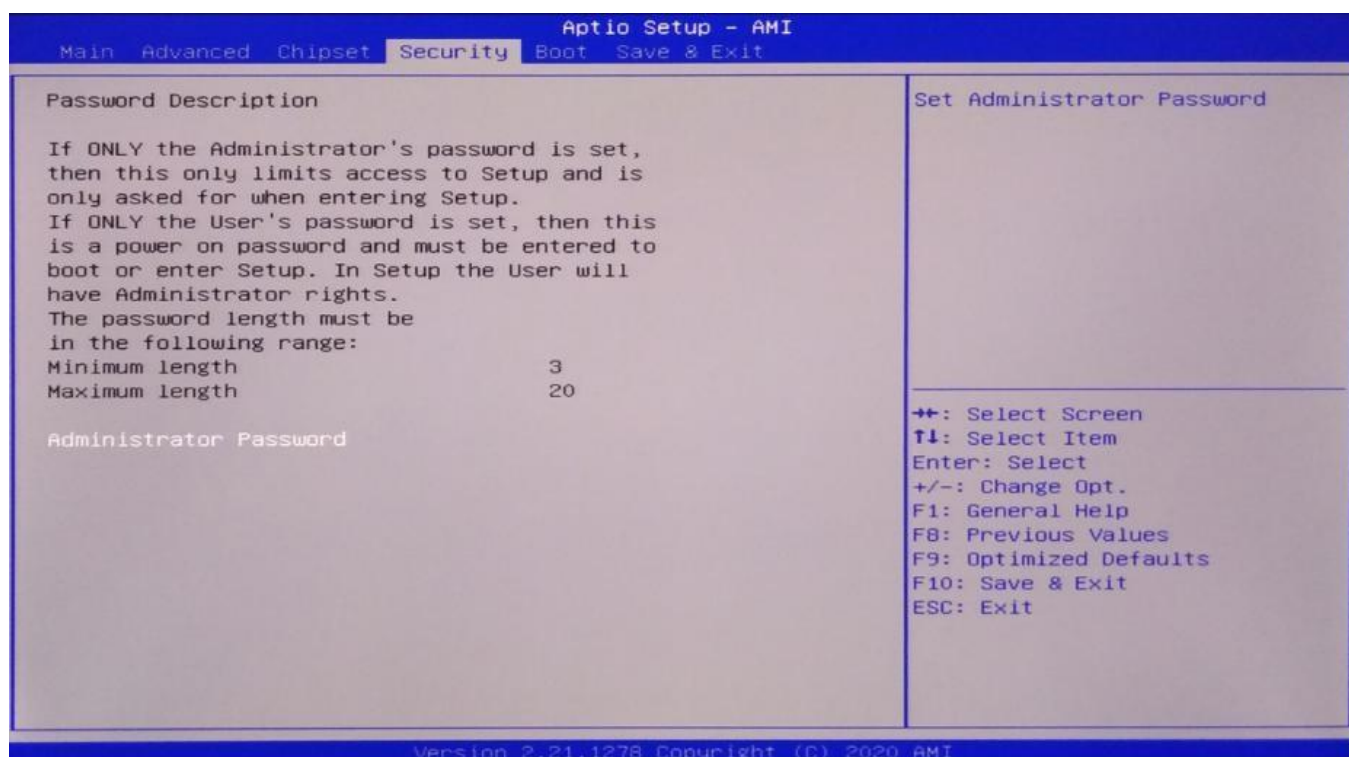 Aptio Setup - AMI
Main Advanced Chipset Security Boot Save & Exit
Password Description
If ONLY the Administrator's password is set,
then this only limits access to Setup and is
only asked for when entering Setup.
If ONLY the User's password is set, then this
is a power on password and must be entered to
boot or enter Setup. In Setup the User will
have Administrator rights.
The password length must be
in the following range:
Minimum length 3
Maximum length 20
Administrator Password
Set Administrator Password
→←: Select Screen
↑↓: Select Item
Enter: Select
+/-: Change Opt.
F1: General Help
F8: Previous Values
F9: Optimized Defaults
F10: Save & Exit
ESC: Exit
Version 2.21.1278 Copyright (C) 2020 AMI